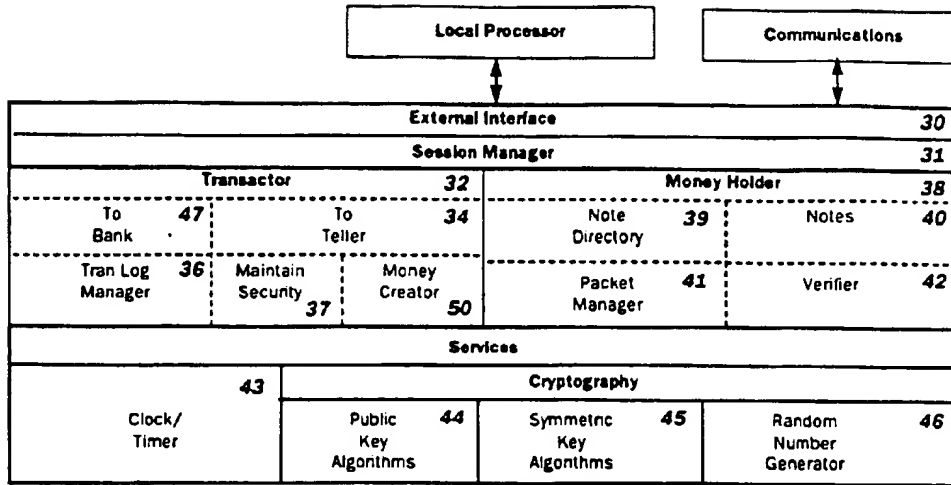 Local Processor
Communications
External Interface 30
Session Manager 31
Transactor 32
Money Holder 38
To Bank 47
To Teller 34
Note Directory 39
Notes 40
Tran Log Manager 36
Maintain Security 37
Money Creator 50
Packet Manager 41
Verifier 42
Services
43
Clock/
Timer
Cryptography
Public
Key
Algorithms
44
Symmetric
Key
Algorithms
45
Random
Number
Generator
46